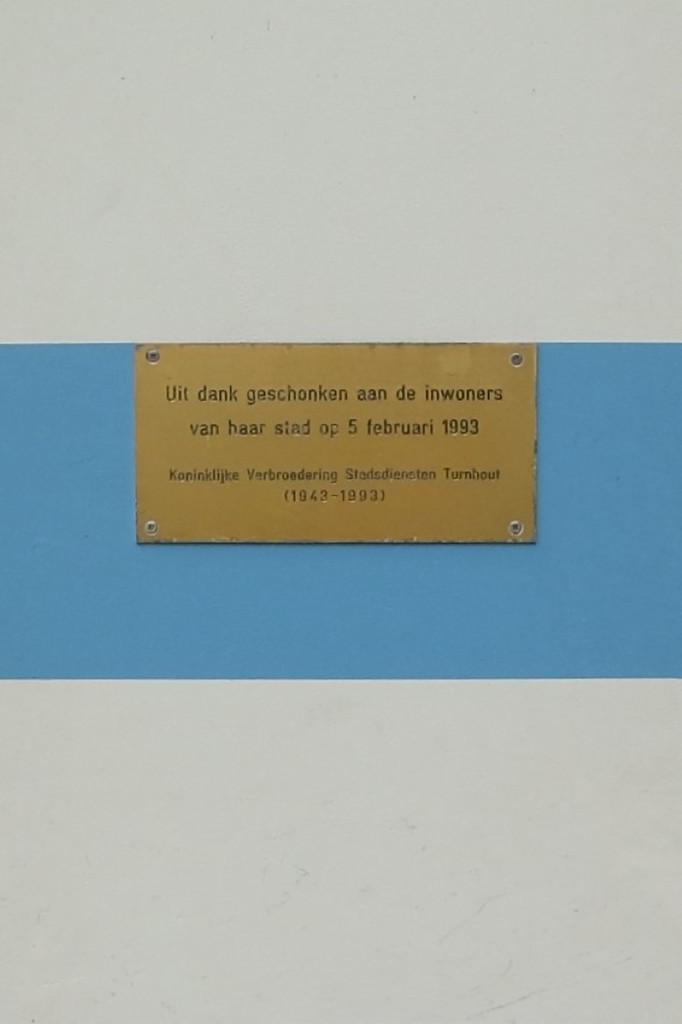 Uit dank geschonken aan de inwoners
van haar stad op 5 februari 1993
Koninklijke Verbroedering Stadsdiensten Turnhout
(1943-1993)